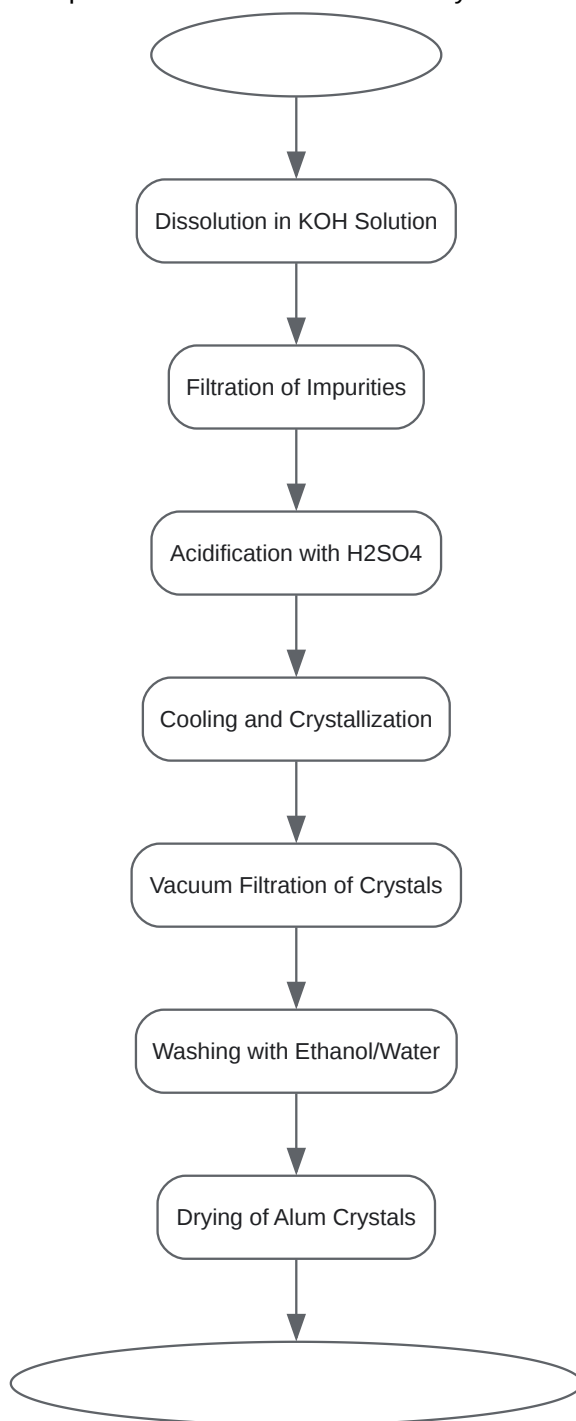 Dissolution in KOH Solution
Filtration of Impurities
Acidification with H2SO4
Cooling and Crystallization
Vacuum Filtration of Crystals
Washing with Ethanol/Water
Drying of Alum Crystals